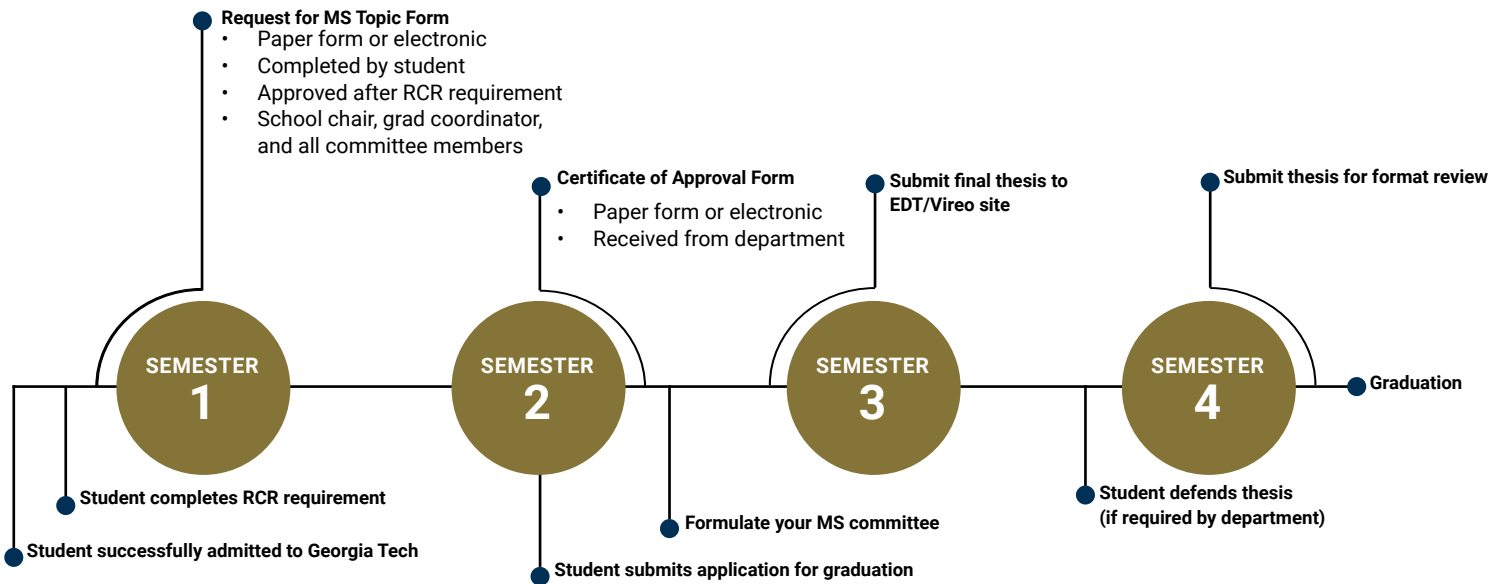 Request for MS Topic Form
• Paper form or electronic
• Completed by student
• Approved after RCR requirement
• School chair, grad coordinator,
and all committee members
Certificate of Approval Form
• Paper form or electronic
• Received from department
Submit final thesis to
EDT/Vireo site
Submit thesis for format review
SEMESTER
1
SEMESTER
2
SEMESTER
3
SEMESTER
4
Graduation
Student completes RCR requirement
Student successfully admitted to Georgia Tech
Formulate your MS committee
Student submits application for graduation
Student defends thesis
(if required by department)